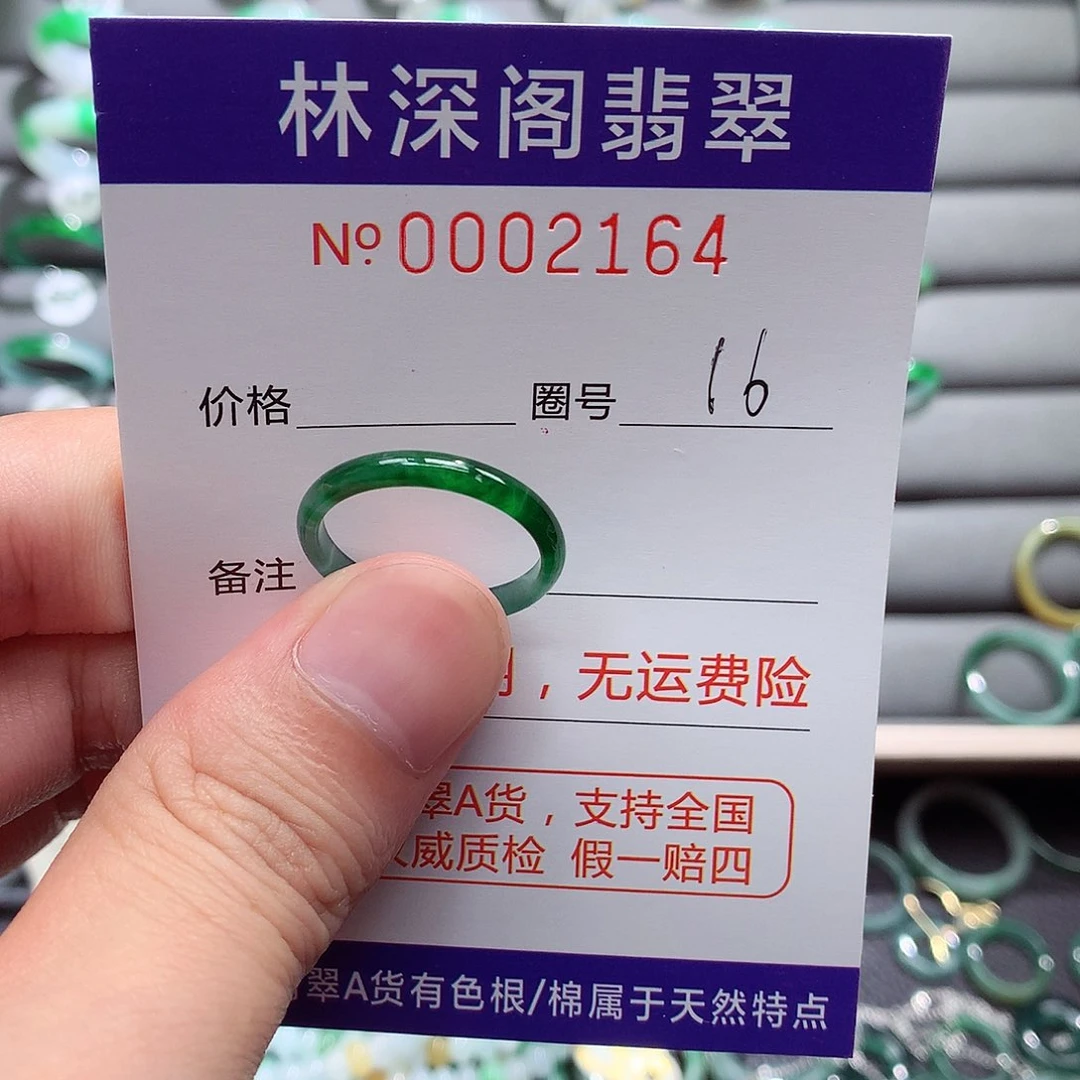 林深阁翡翠
Nº 0002164
价格 圈号 16
备注
，无运费险
翠A货，支持全国
威质检 假一赔四
翠A货有色根/棉属于天然特点